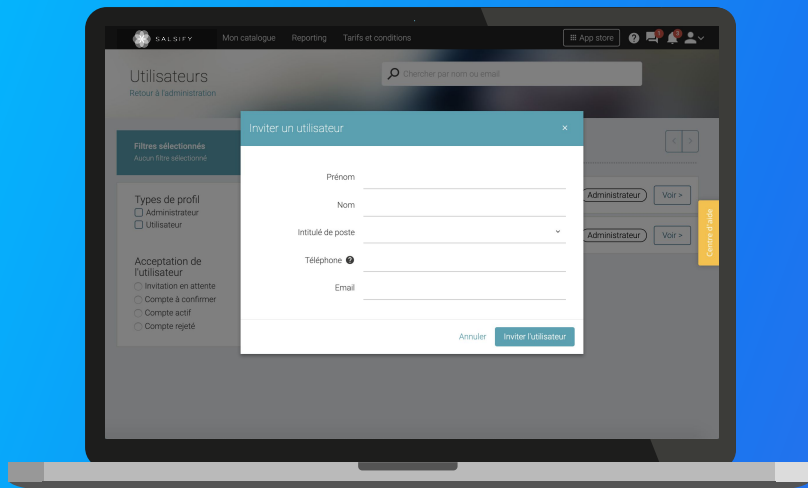 SALSIFY
Mon catalogue
Reporting
Tarifs et conditions
App store
Utilisateurs
Retour à l'administration
Chercher par nom ou email
Inviter un utilisateur
×
Filtres sélectionnés
Aucun filtre sélectionné
Types de profil
Administrateur
Utilisateur
Acceptation de
l'utilisateur
Invitation en attente
Compte à confirmer
Compte actif
Compte rejeté
Prénom
Nom
Intitulé de poste
Téléphone ?
Email
Annuler
Inviter l'utilisateur
Administrateur
Voir >
Administrateur
Voir >
Centre d'aide